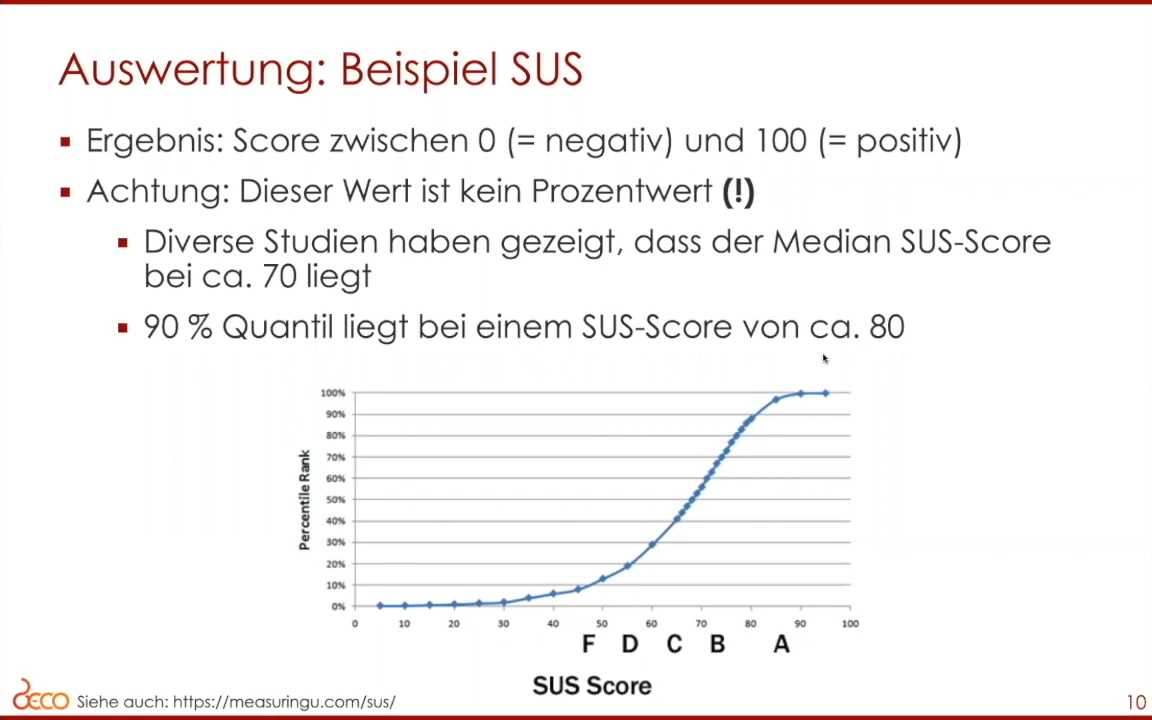 Auswertung: Beispiel SUS
Ergebnis: Score zwischen 0 (= negativ) und 100 (= positiv)
Achtung: Dieser Wert ist kein Prozentwert (!)
Diverse Studien haben gezeigt, dass der Median SUS-Score
bei ca. 70 liegt
90 % Quantil liegt bei einem SUS-Score von ca. 80
Percentile Rank
100%
90%
80%
70%
60%
50%
40%
30%
20%
10%
0%
0 10 20 30 40 50 60 70 80 90 100
F D C B A
SUS Score
DECO Siehe auch: https://measuringu.com/sus/
10